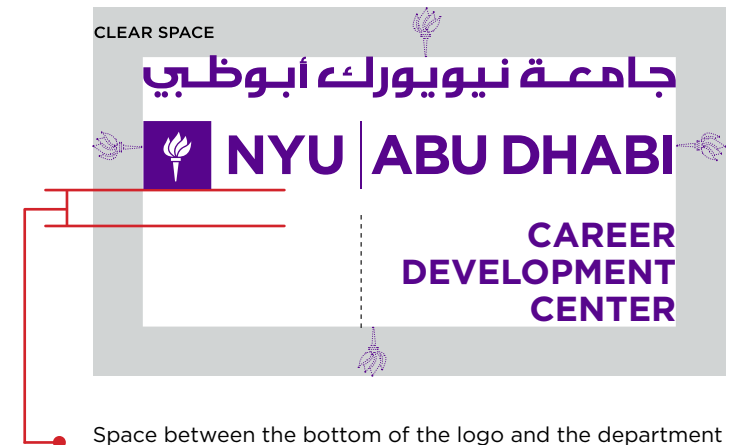 CLEAR SPACE
جامعة نيويورك أبوظبي
NYU ABU DHABI
CAREER
DEVELOPMENT
CENTER
Space between the bottom of the logo and the department